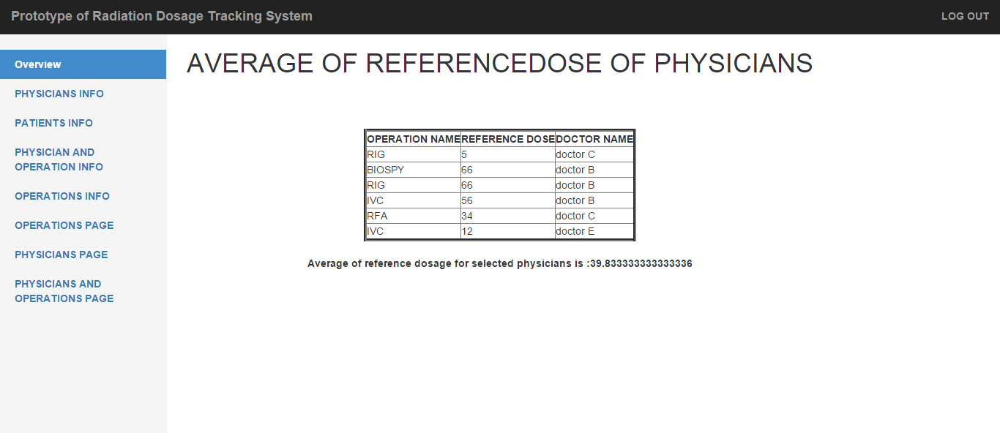 Prototype of Radiation Dosage Tracking System LOG OUT
Overview
PHYSICIANS INFO
PATIENTS INFO
PHYSICIAN AND
OPERATION INFO
OPERATIONS INFO
OPERATIONS PAGE
PHYSICIANS PAGE
PHYSICIANS AND
OPERATIONS PAGE
AVERAGE OF REFERENCEDOSE OF PHYSICIANS
OPERATION NAME REFERENCE DOSE DOCTOR NAME
RIG 5 doctor C
BIOSPY 66 doctor B
RIG 66 doctor B
IVC 56 doctor B
RFA 34 doctor C
IVC 12 doctor E
Average of reference dosage for selected physicians is :39.833333333333336